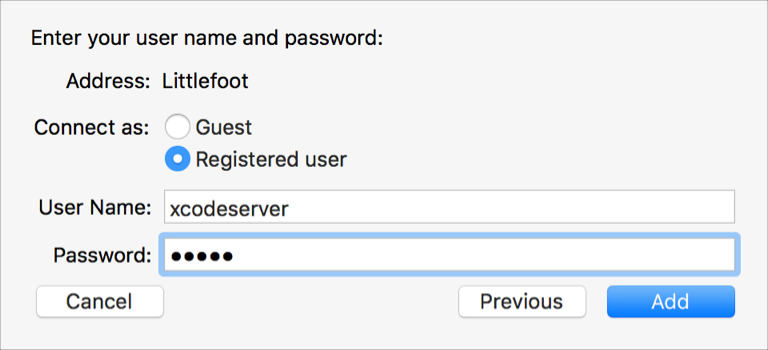 Enter your user name and password:
Address: Littlefoot
Connect as: Guest
Registered user
User Name: xcodeserver
Password: •••••
Cancel Previous Add